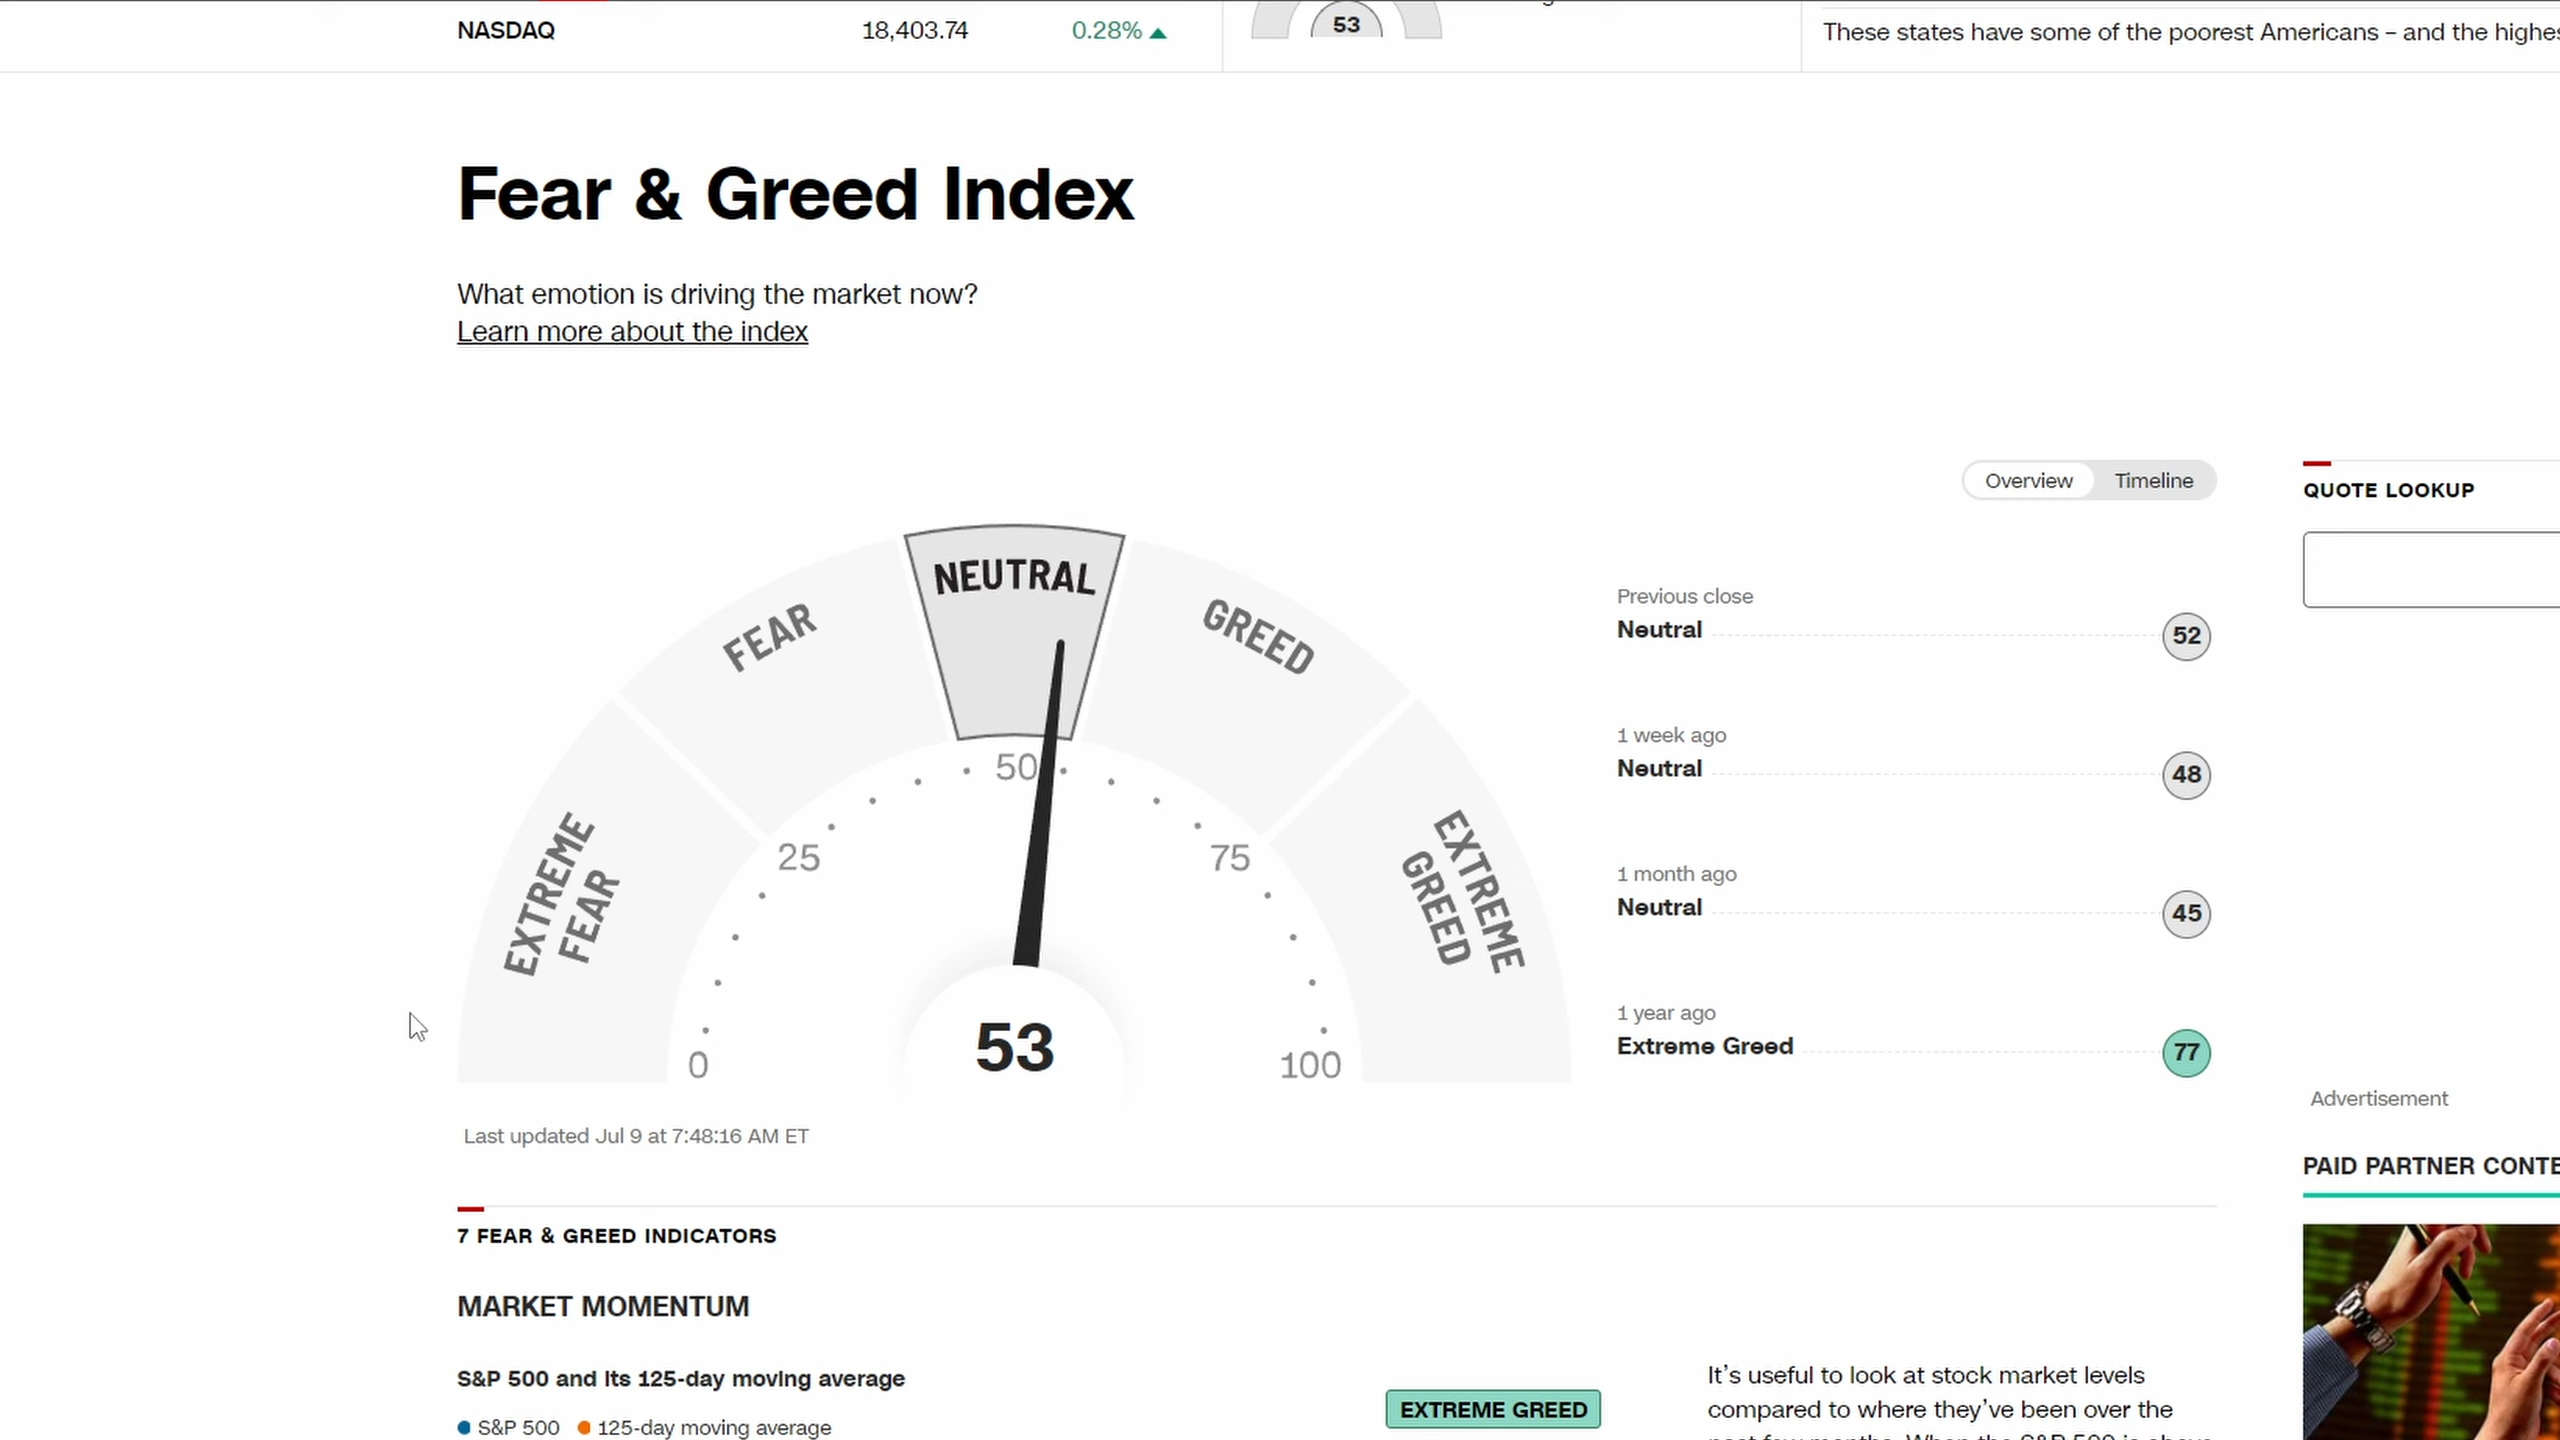 NASDAQ 18,403.74 0.28%
53
These states have some of the poorest Americans – and the
Fear & Greed Index
What emotion is driving the market now?
Learn more about the index
Overview Timeline
QUOTE LOOKUP
EXTREME
FEAR
FEAR
NEUTRAL
GREED
EXTREME
GREED
0
25
50
75
100
53
Previous close
Neutral 52
1 week ago
Neutral 48
1 month ago
Neutral 45
1 year ago
Extreme Greed 77
Last updated Jul 9 at 7:48:16 AM ET
Advertisement
PAID PARTNER
7 FEAR & GREED INDICATORS
MARKET MOMENTUM
S&P 500 and its 125-day moving average
S&P 500 125-day moving average
EXTREME GREED
It’s useful to look at stock market levels
compared to where they’ve been over the